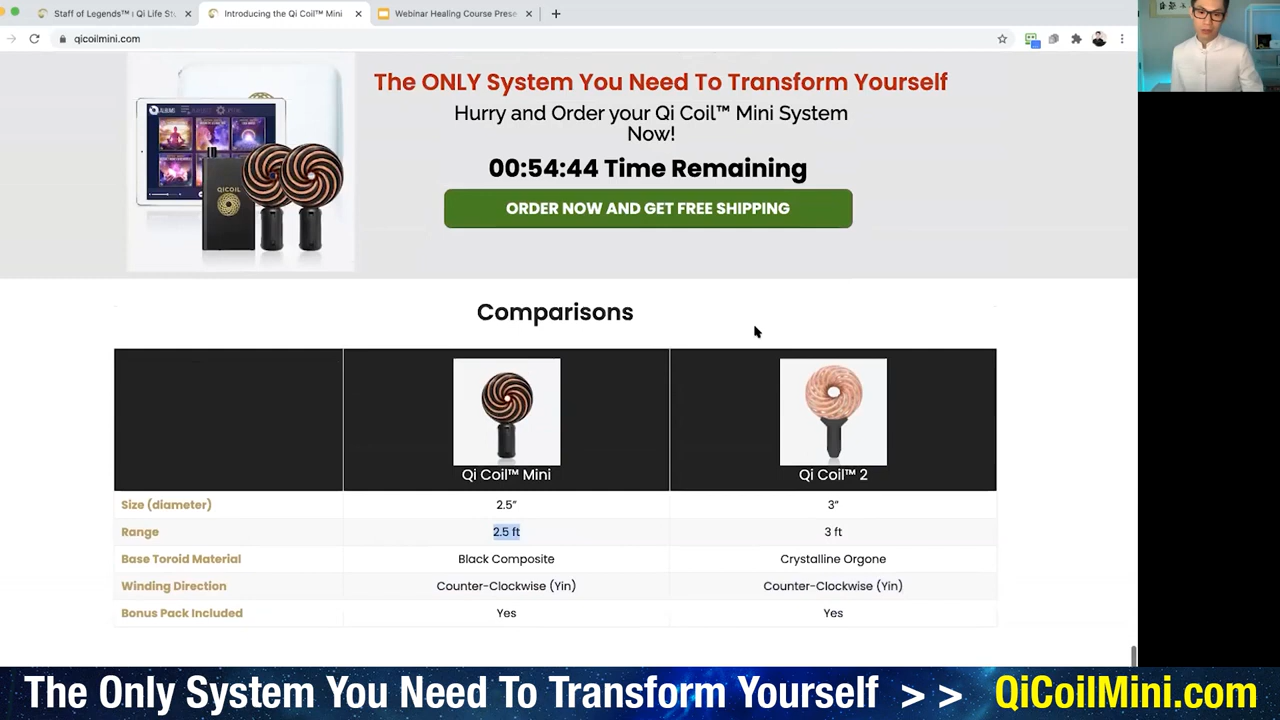 Staff of Legends™ ı Qi Life St
Introducing the Qi Coil™ Mini
Webinar Healing Course Prese
qicoilmini.com
The ONLY System You Need To Transform Yourself
Hurry and Order your Qi Coil™ Mini System
Now!
00:54:44 Time Remaining
ORDER NOW AND GET FREE SHIPPING
ALBUMS
QICOIL
Comparisons
Qi Coil™ Mini
Qi Coil™ 2
Size (diameter) 2.5" 3"
Range 2.5 ft 3 ft
Base Toroid Material Black Composite Crystalline Orgone
Winding Direction Counter-Clockwise (Yin) Counter-Clockwise (Yin)
Bonus Pack Included Yes Yes
The Only System You Need To Transform Yourself > > QiCoilMini.com